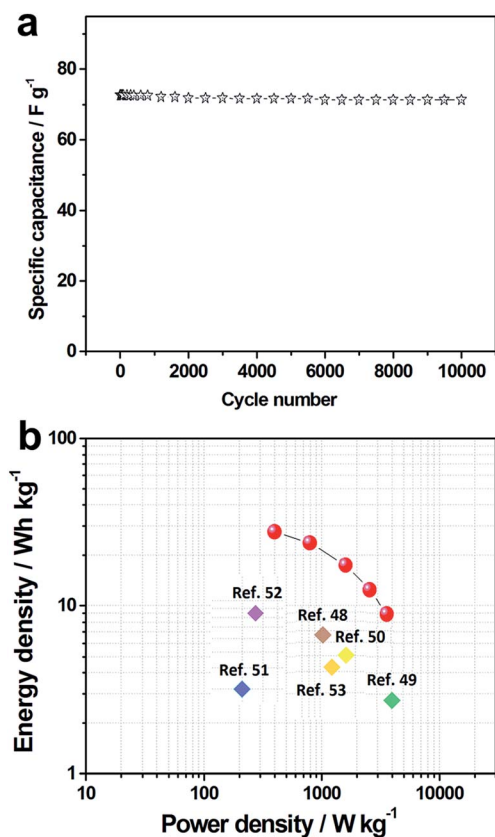 a
Specific capacitance / F g⁻¹
80
60
40
20
0
0 2000 4000 6000 8000 10000
Cycle number
b
Energy density / Wh kg⁻¹
100
10
1
Ref. 52
Ref. 48
Ref. 50
Ref. 51
Ref. 53
Ref. 49
10 100 1000 10000
Power density / W kg⁻¹